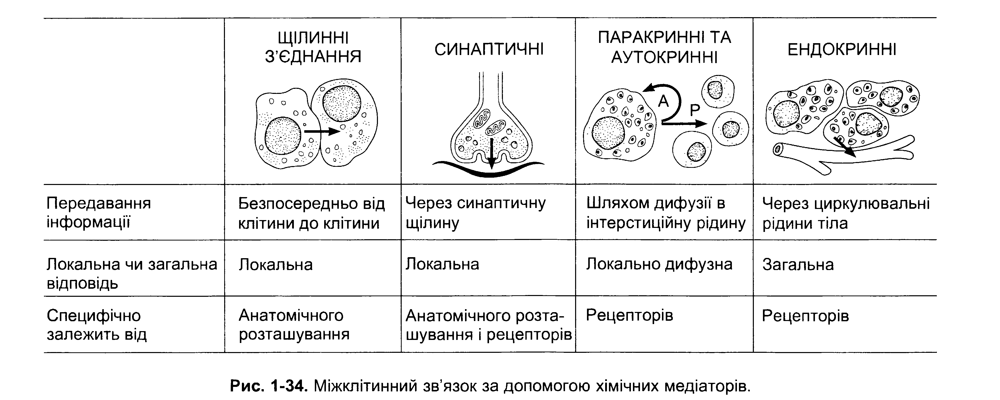 ЩІЛИННІ
З’ЄДНАННЯ
СИНАПТИЧНІ
ПАРАКРИННІ ТА
АУТОКРИННІ
ЕНДОКРИННІ
А
Р
Передавання
інформації
Безпосередньо від
клітини до клітини
Через синаптичну
щілину
Шляхом дифузії в
інтерстиційну рідину
Через циркулювальні
рідини тіла
Локальна чи загальна
відповідь
Локальна
Локальна
Локально дифузна
Загальна
Специфічно
залежить від
Анатомічного
розташування
Анатомічного розта-
шування і рецепторів
Рецепторів
Рецепторів
Рис. 1-34. Міжклітинний зв’язок за допомогою хімічних медіаторів.